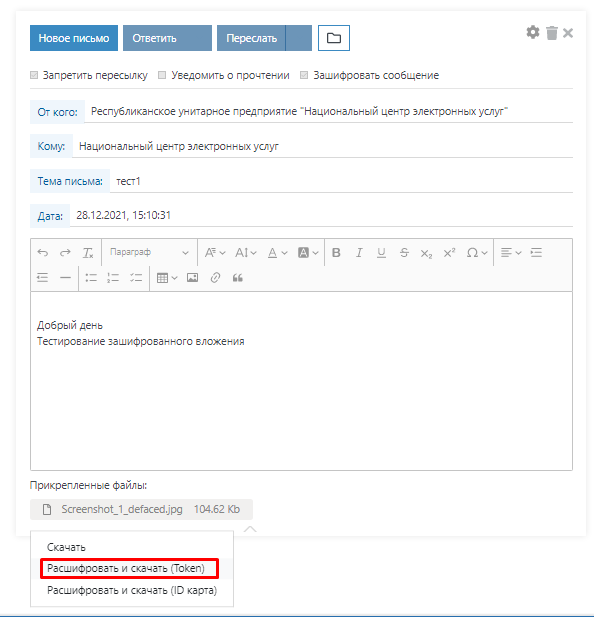 Новое письмо Ответить Переслать
Запретить пересылку Уведомить о прочтении Зашифровать сообщение
От кого: Республиканское унитарное предприятие "Национальный центр электронных услуг"
Кому: Национальный центр электронных услуг
Тема письма: тест1
Дата: 28.12.2021, 15:10:31
Параграф
Добрый день
Тестирование зашифрованного вложения
Прикрепленные файлы:
Screenshot_1_defaced.jpg 104.62 Kb
Скачать
Расшифровать и скачать (Token)
Расшифровать и скачать (ID карта)